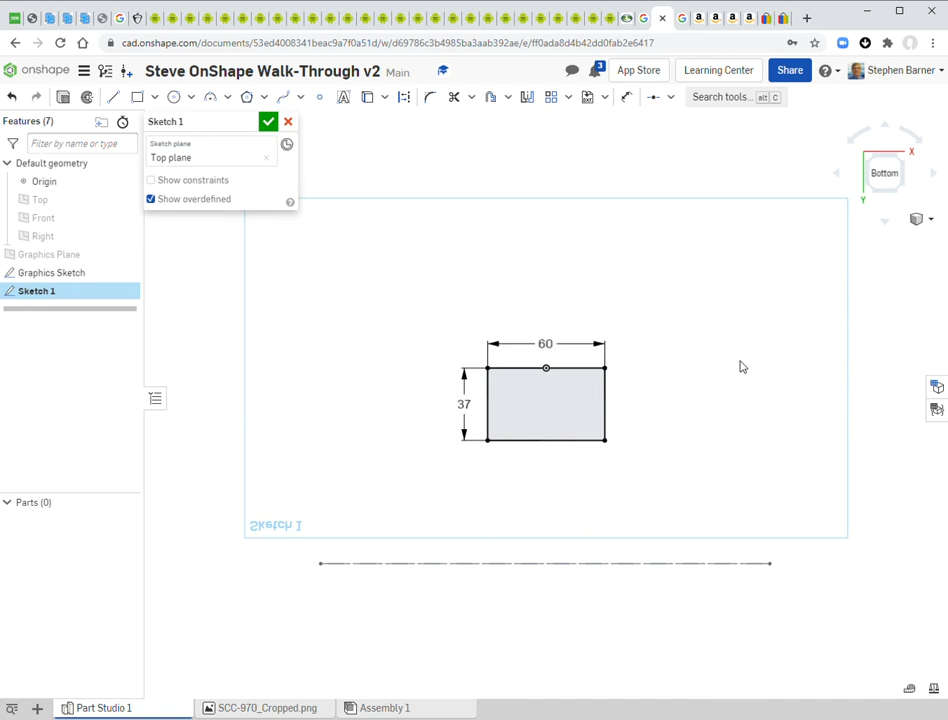 cad.onshape.com/documents/53ed4008341beac9a7f0a51d/w/d69786c3b4985ba3aab392ae/e/ff0ada8d4b42dd0fab2e6417
onshape
Steve OnShape Walk-Through v2 Main
3
App Store
Learning Center
Share
Stephen Barner
Search tools... alt C
Features (7)
Filter by name or type
Default geometry
Origin
Top
Front
Right
Graphics Plane
Graphics Sketch
Sketch 1
Parts (0)
Sketch 1
Sketch plane
Top plane
Show constraints
Show overdefined
X
Bottom
Y
60
37
Sketch 1
Part Studio 1
SCC-970_Cropped.png
Assembly 1